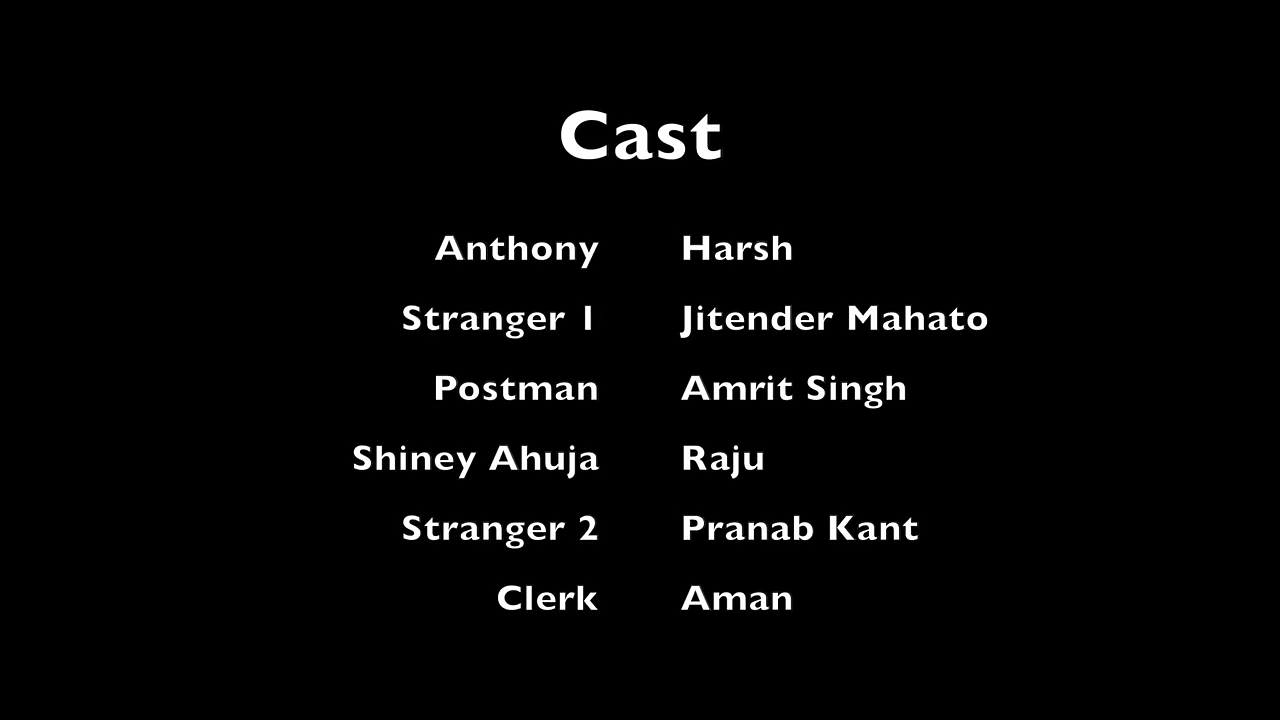 Cast
Anthony Harsh
Stranger 1 Jitender Mahato
Postman Amrit Singh
Shiney Ahuja Raju
Stranger 2 Pranab Kant
Clerk Aman